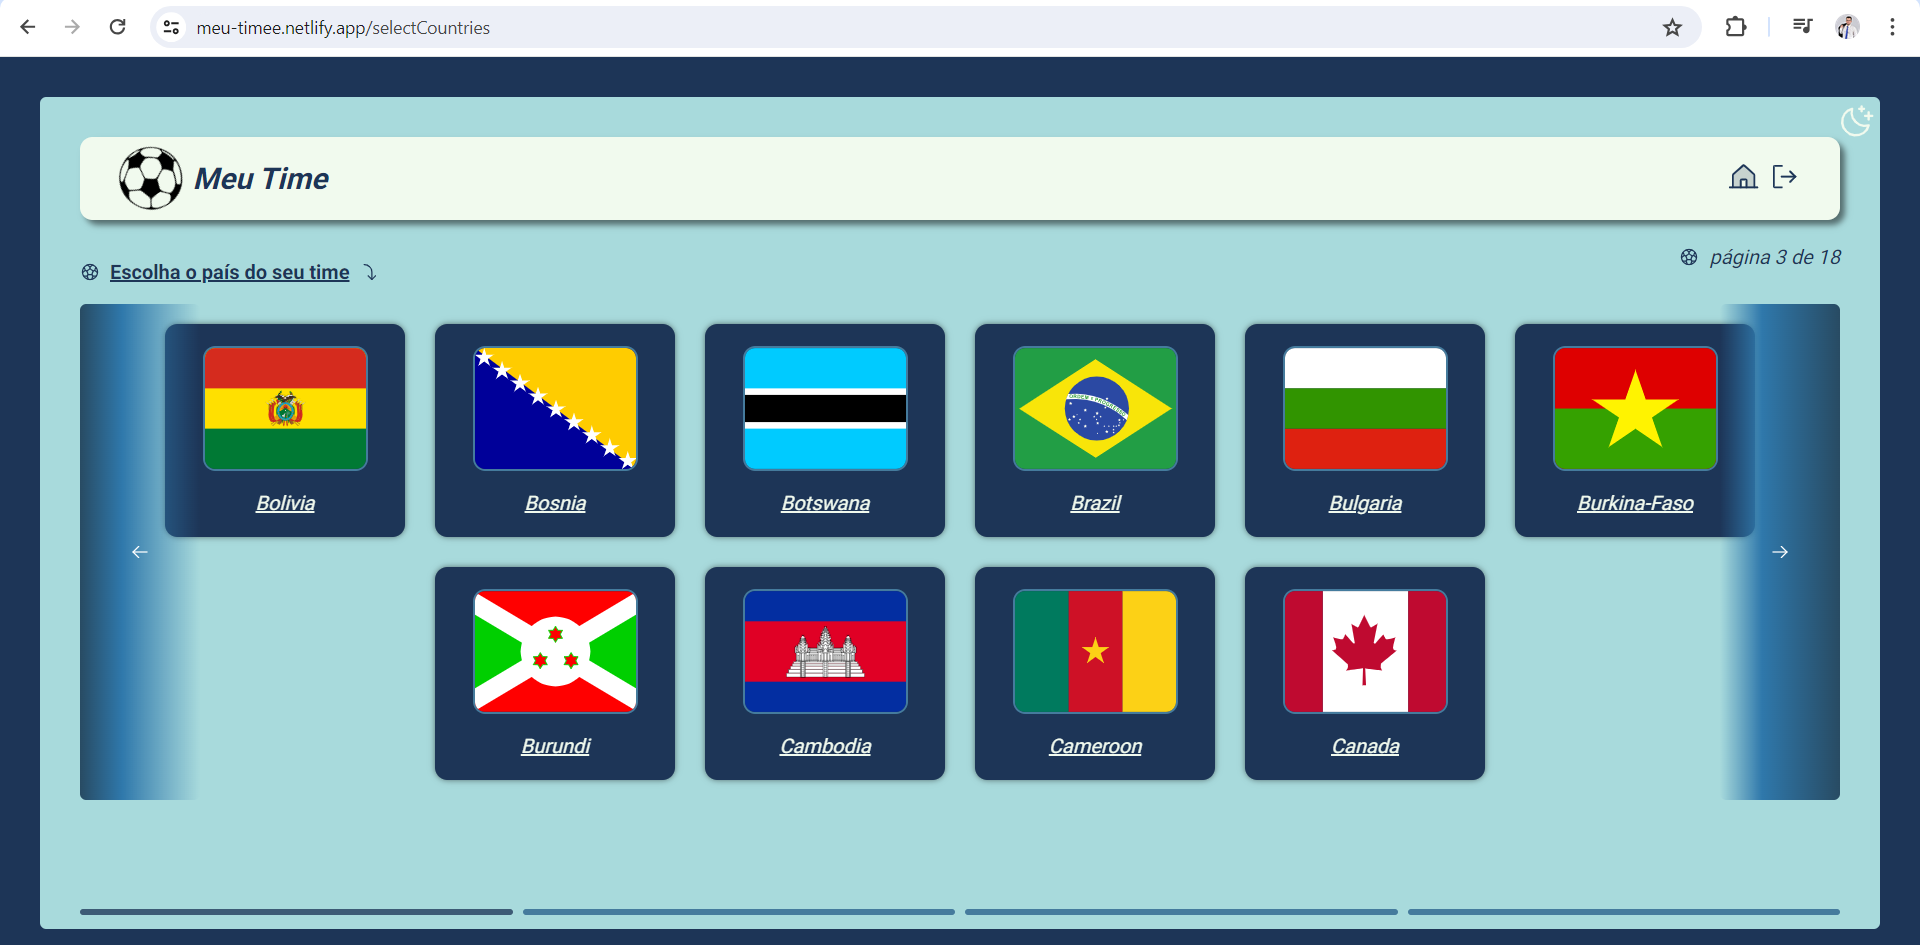 meu-timee.netlify.app/selectCountries
Meu Time
Escolha o país do seu time
página 3 de 18
Bolivia
Bosnia
Botswana
Brazil
Bulgaria
Burkina-Faso
Burundi
Cambodia
Cameroon
Canada